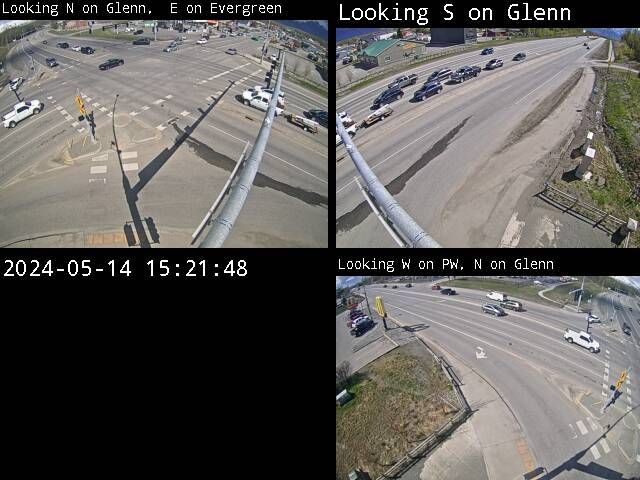 Looking N on Glenn,  E on Evergreen
Looking S on Glenn
2024-05-14 15:21:48
Looking W on PW, N on Glenn